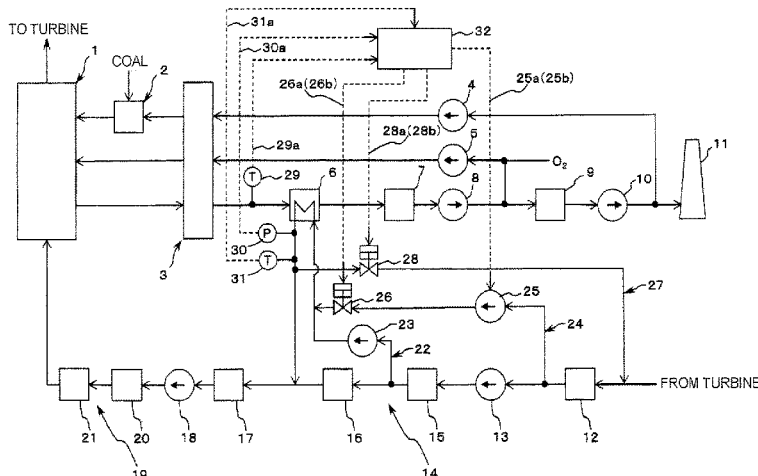 31a
30a
32
TO TURBINE
1
COAL
2
26a(26b)
4
25a(25b)
28a(28b)
5
29a
O2
11
T
29
6
7
8
9
10
P
30
T
31
3
28
26
25
27
23
24
22
FROM TURBINE
21
20
18
17
16
15
13
12
19
14